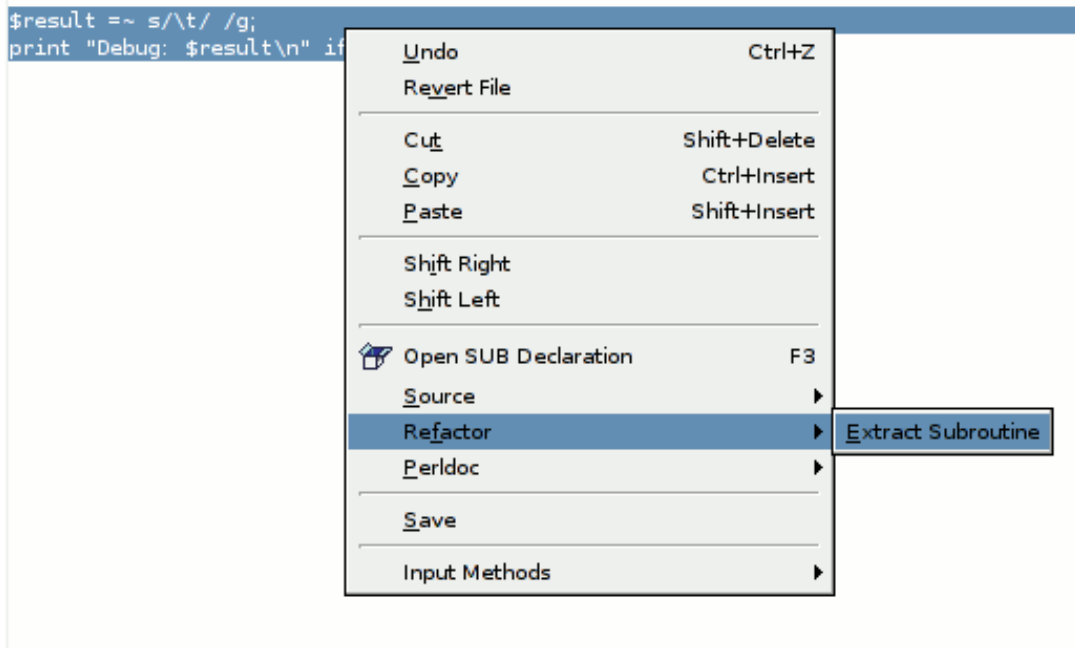 $result =~ s/\t/ /g;
print "Debug: $result\n" if
Undo Ctrl+Z
Revert File
Cut Shift+Delete
Copy Ctrl+Insert
Paste Shift+Insert
Shift Right
Shift Left
Open SUB Declaration F3
Source
Refactor
Extract Subroutine
Perldoc
Save
Input Methods